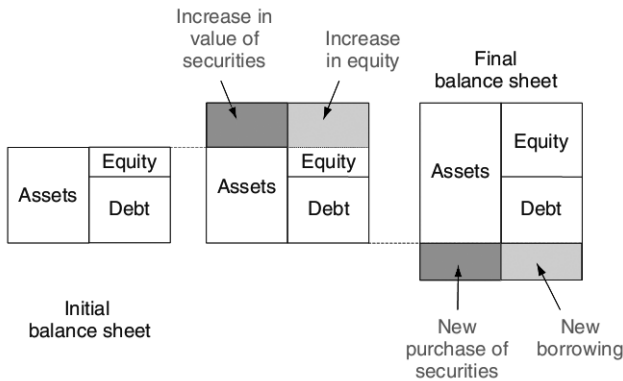 Increase in
value of
securities
Increase
in equity
Final
balance sheet
Assets
Equity
Debt
Assets
Equity
Debt
Assets
Equity
Debt
Initial
balance sheet
New
purchase of
securities
New
borrowing